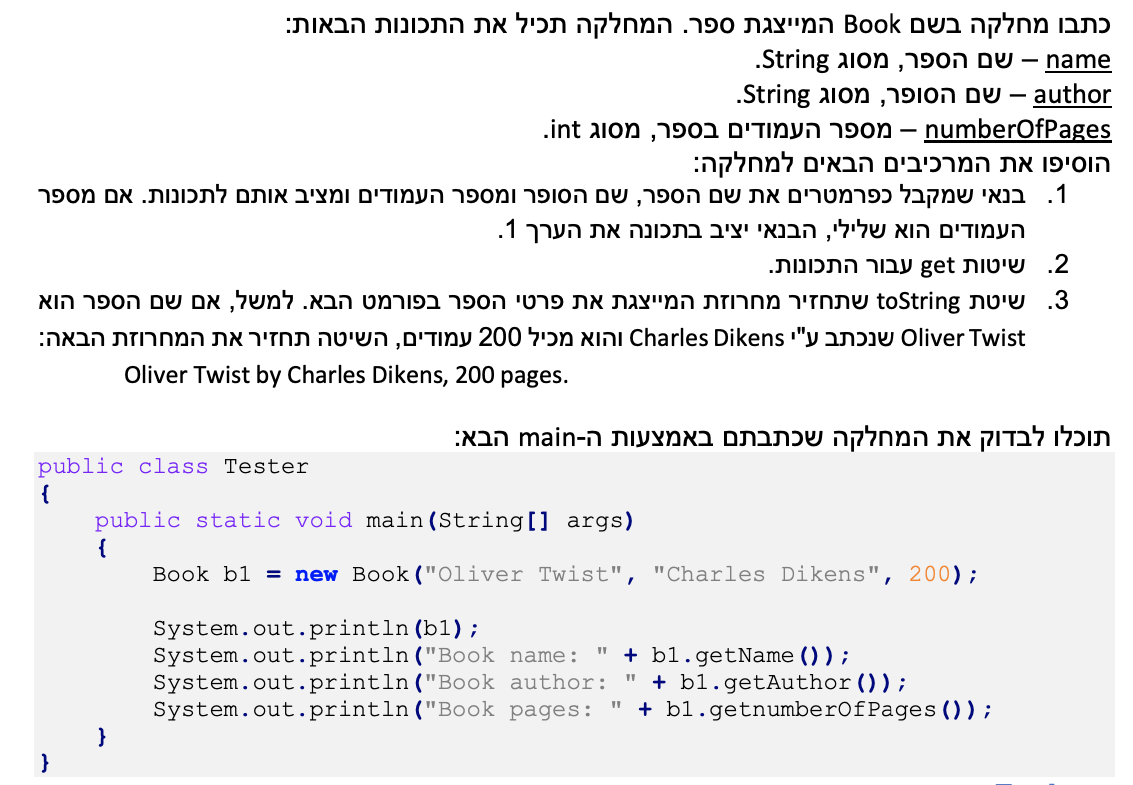 כתבו מחלקה בשם Book המייצגת ספר. המחלקה תכיל את התכונות הבאות:
name – שם הספר, מסוג String.
author – שם הסופר, מסוג String.
numberOfPages – מספר העמודים בספר, מסוג int.
הוסיפו את המרכיבים הבאים למחלקה:
1. בנאי שמקבל כפרמטרים את שם הספר, שם הסופר ומספר העמודים ומציב אותם לתכונות. אם מספר
העמודים הוא שלילי, הבנאי יציב בתכונה את הערך 1.
2. שיטות get עבור התכונות.
3. שיטת toString שתחזיר מחרוזת המייצגת את פרטי הספר בפורמט הבא. למשל, אם שם הספר הוא
Oliver Twist שנכתב ע"י Charles Dikens והוא מכיל 200 עמודים, השיטה תחזיר את המחרוזת הבאה:
Oliver Twist by Charles Dikens, 200 pages.
תוכלו לבדוק את המחלקה שכתבתם באמצעות ה-main הבא:
public class Tester
{
public static void main(String[] args)
{
Book b1 = new Book("Oliver Twist", "Charles Dikens", 200);
System.out.println(b1);
System.out.println("Book name: " + b1.getName());
System.out.println("Book author: " + b1.getAuthor());
System.out.println("Book pages: " + b1.getnumberOfPages());
}
}